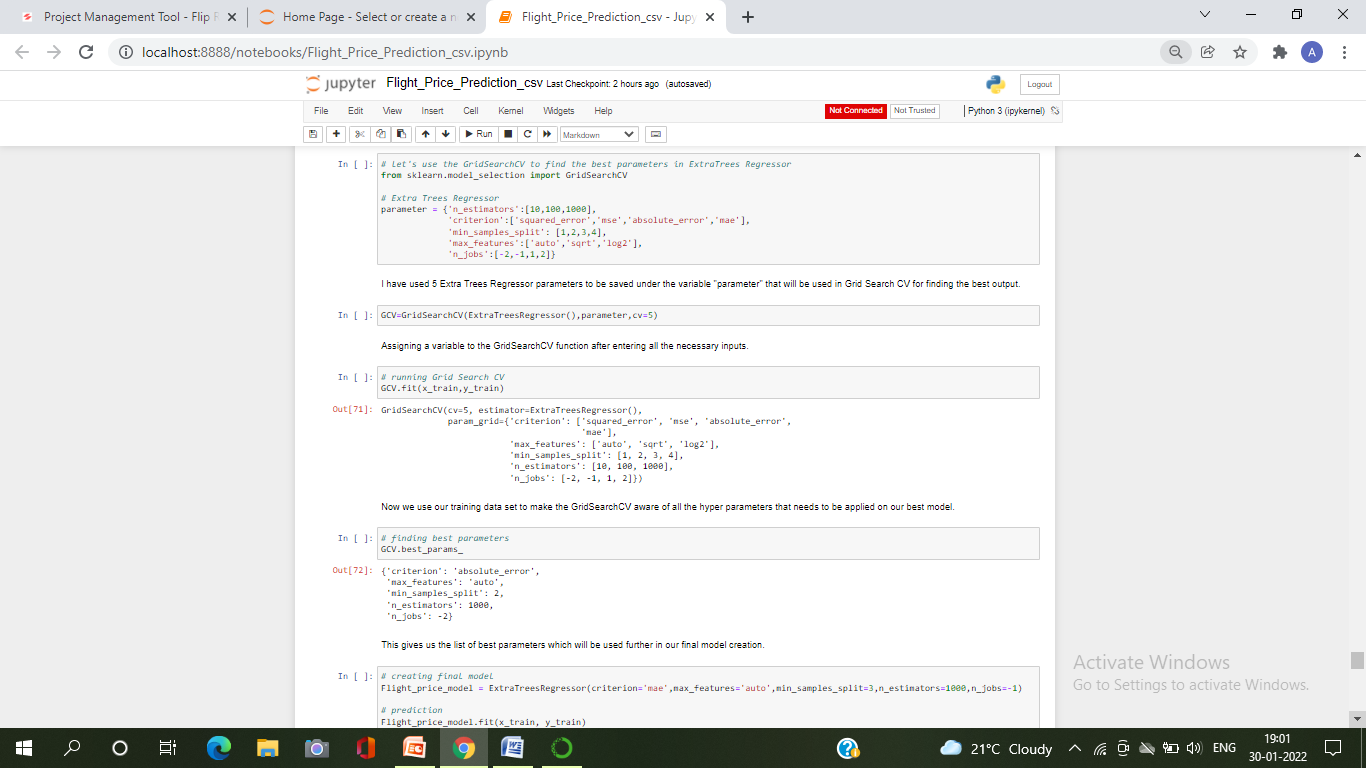 Project Management Tool - Flip R
Home Page - Select or create a n
Flight_Price_Prediction_csv - Jupy
localhost:8888/notebooks/Flight_Price_Prediction_csv.ipynb
A
jupyter Flight_Price_Prediction_csv Last Checkpoint: 2 hours ago (autosaved)
Logout
File Edit View Insert Cell Kernel Widgets Help
Not Connected Not Trusted Python 3 (ipykernel)
Run Markdown
In [ ]: # Let's use the GridSearchCV to find the best parameters in ExtraTrees Regressor
from sklearn.model_selection import GridSearchCV
# Extra Trees Regressor
parameter = {'n_estimators':[10,100,1000],
'criterion':['squared_error','mse','absolute_error','mae'],
'min_samples_split': [1,2,3,4],
'max_features':['auto','sqrt','log2'],
'n_jobs':[-2,-1,1,2]}
I have used 5 Extra Trees Regressor parameters to be saved under the variable "parameter" that will be used in Grid Search CV for finding the best output.
In [ ]: GCV=GridSearchCV(ExtraTreesRegressor(),parameter,cv=5)
Assigning a variable to the GridSearchCV function after entering all the necessary inputs.
In [ ]: # running Grid Search CV
GCV.fit(x_train,y_train)
Out[71]: GridSearchCV(cv=5, estimator=ExtraTreesRegressor(),
param_grid={'criterion': ['squared_error', 'mse', 'absolute_error',
'mae'],
'max_features': ['auto', 'sqrt', 'log2'],
'min_samples_split': [1, 2, 3, 4],
'n_estimators': [10, 100, 1000],
'n_jobs': [-2, -1, 1, 2]})
Now we use our training data set to make the GridSearchCV aware of all the hyper parameters that needs to be applied on our best model.
In [ ]: # finding best parameters
GCV.best_params_
Out[72]: {'criterion': 'absolute_error',
'max_features': 'auto',
'min_samples_split': 2,
'n_estimators': 1000,
'n_jobs': -2}
This gives us the list of best parameters which will be used further in our final model creation.
In [ ]: # creating final model
Flight_price_model = ExtraTreesRegressor(criterion='mae',max_features='auto',min_samples_split=3,n_estimators=1000,n_jobs=-1)
# prediction
Flight_price_model.fit(x_train, y_train)
Activate Windows
Go to Settings to activate Windows.
21°C Cloudy
ENG
19:01
30-01-2022